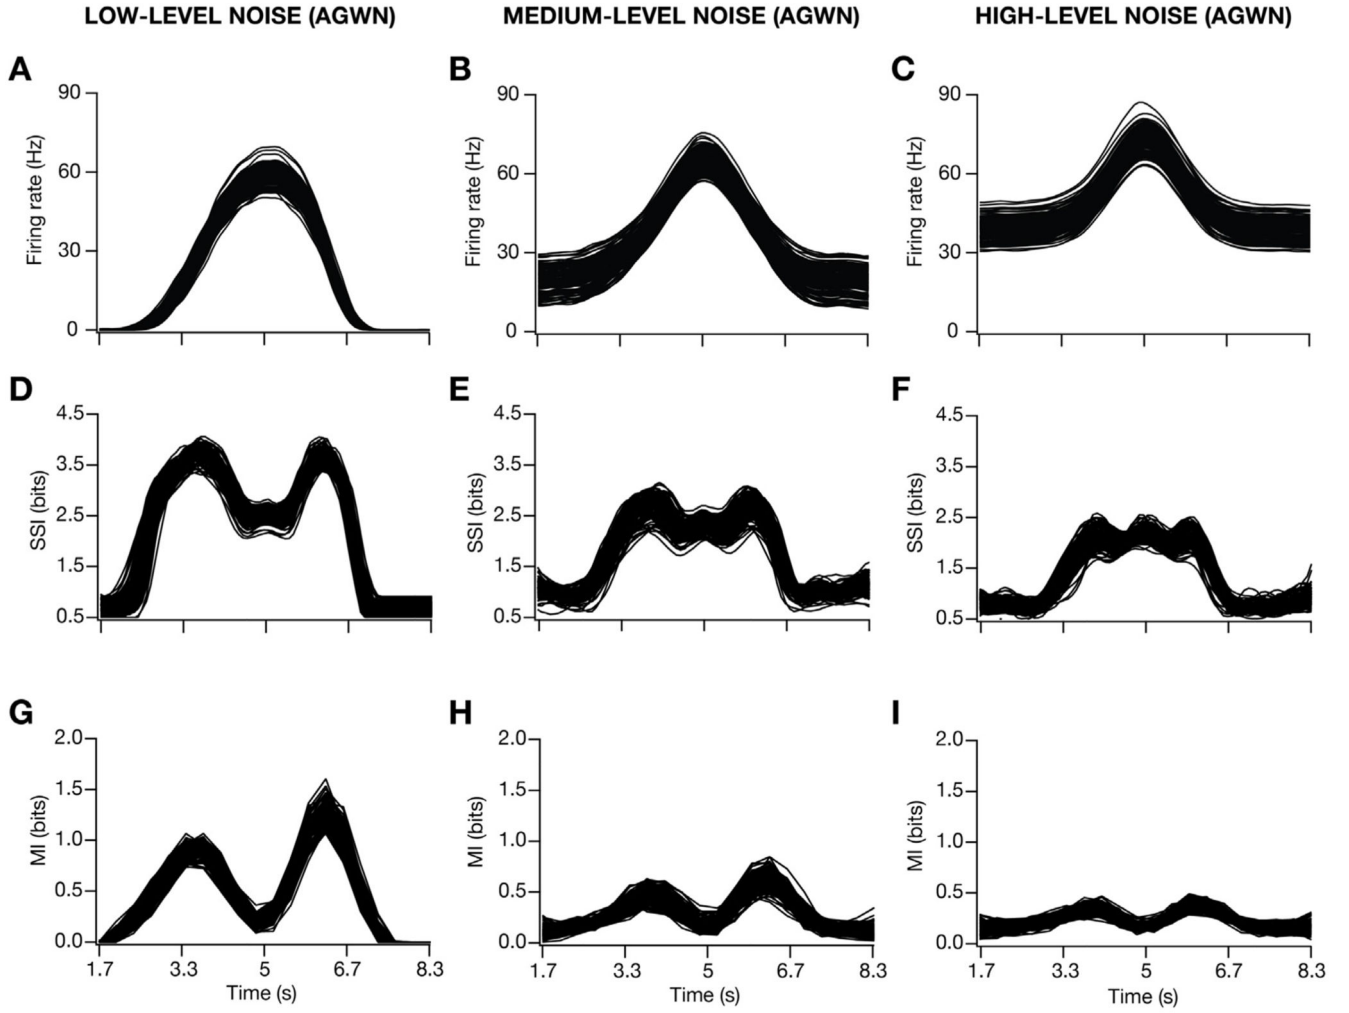 LOW-LEVEL NOISE (AGWN) MEDIUM-LEVEL NOISE (AGWN) HIGH-LEVEL NOISE (AGWN)
A B C
90 90 90
60 60 60
30 30 30
0 0 0
Firing rate (Hz) Firing rate (Hz) Firing rate (Hz)
D E F
4.5 4.5 4.5
3.5 3.5 3.5
2.5 2.5 2.5
1.5 1.5 1.5
0.5 0.5 0.5
SSI (bits) SSI (bits) SSI (bits)
G H I
2.0 2.0 2.0
1.5 1.5 1.5
1.0 1.0 1.0
0.5 0.5 0.5
0.0 0.0 0.0
MI (bits) MI (bits) MI (bits)
1.7 3.3 5 6.7 8.3 1.7 3.3 5 6.7 8.3 1.7 3.3 5 6.7 8.3
Time (s) Time (s) Time (s)